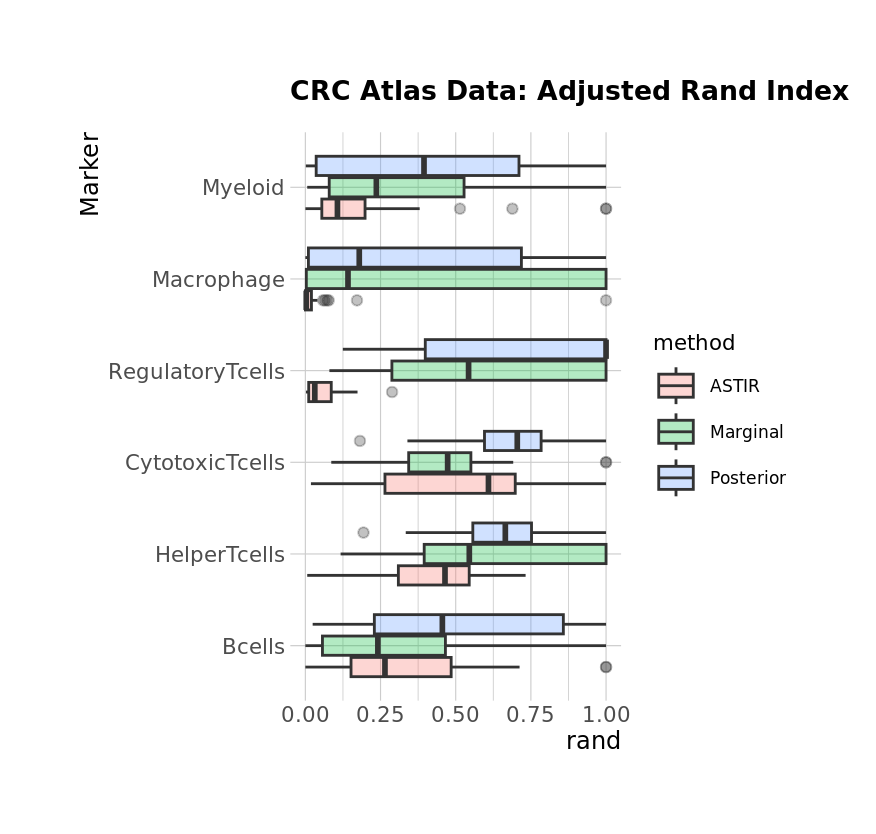 CRC Atlas Data: Adjusted Rand Index
Marker
Myeloid
Macrophage
RegulatoryTcells
CytotoxicTcells
HelperTcells
Bcells
0.00 0.25 0.50 0.75 1.00
rand
method
ASTIR
Marginal
Posterior